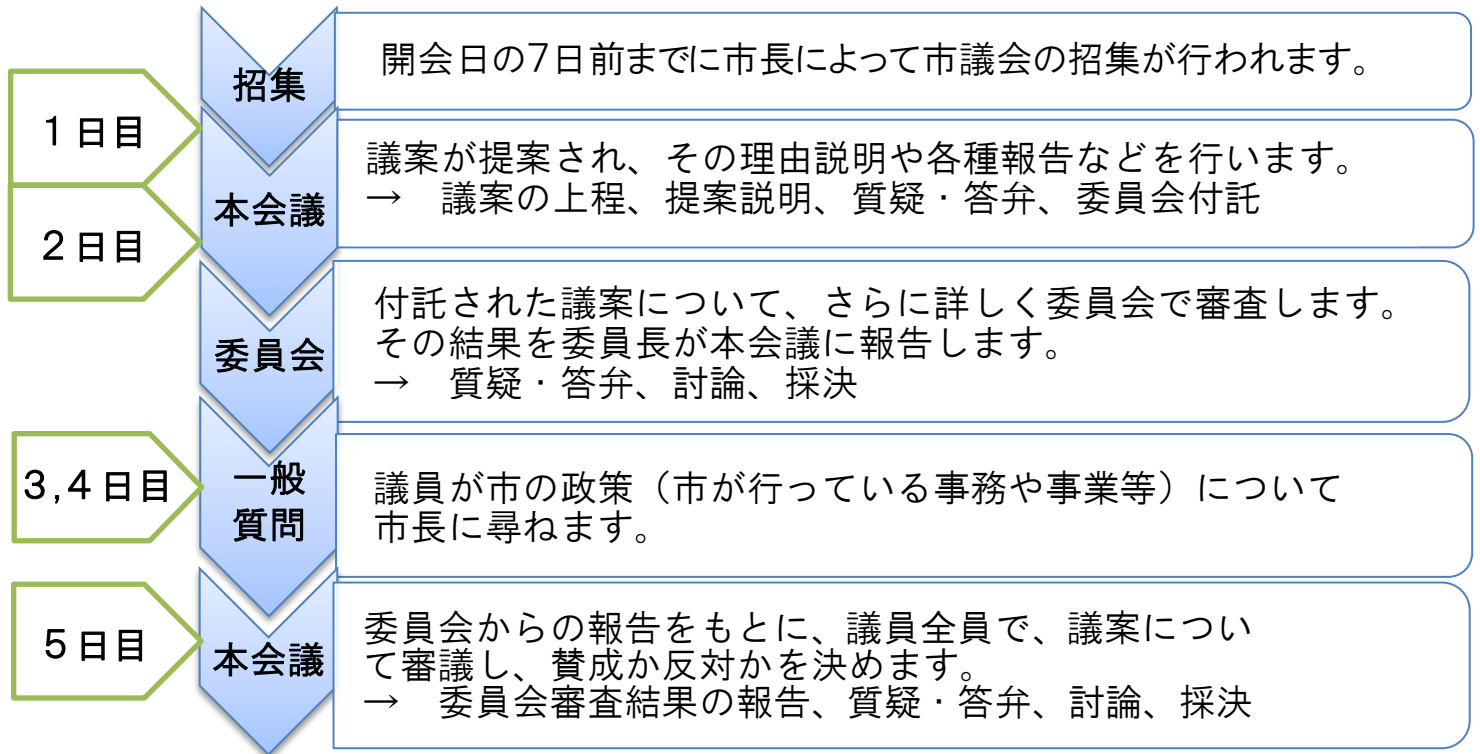 招集
開会日の7日前までに市長によって市議会の招集が行われます。
1日目
2日目
本会議
議案が提案され、その理由説明や各種報告などを行います。
→ 議案の上程、提案説明、質疑・答弁、委員会付託
委員会
付託された議案について、さらに詳しく委員会で審査します。
その結果を委員長が本会議に報告します。
→ 質疑・答弁、討論、採決
3,4日目
一般
質問
議員が市の政策（市が行っている事務や事業等）について
市長に尋ねます。
5日目
本会議
委員会からの報告をもとに、議員全員で、議案につい
て審議し、賛成か反対かを決めます。
→ 委員会審査結果の報告、質疑・答弁、討論、採決